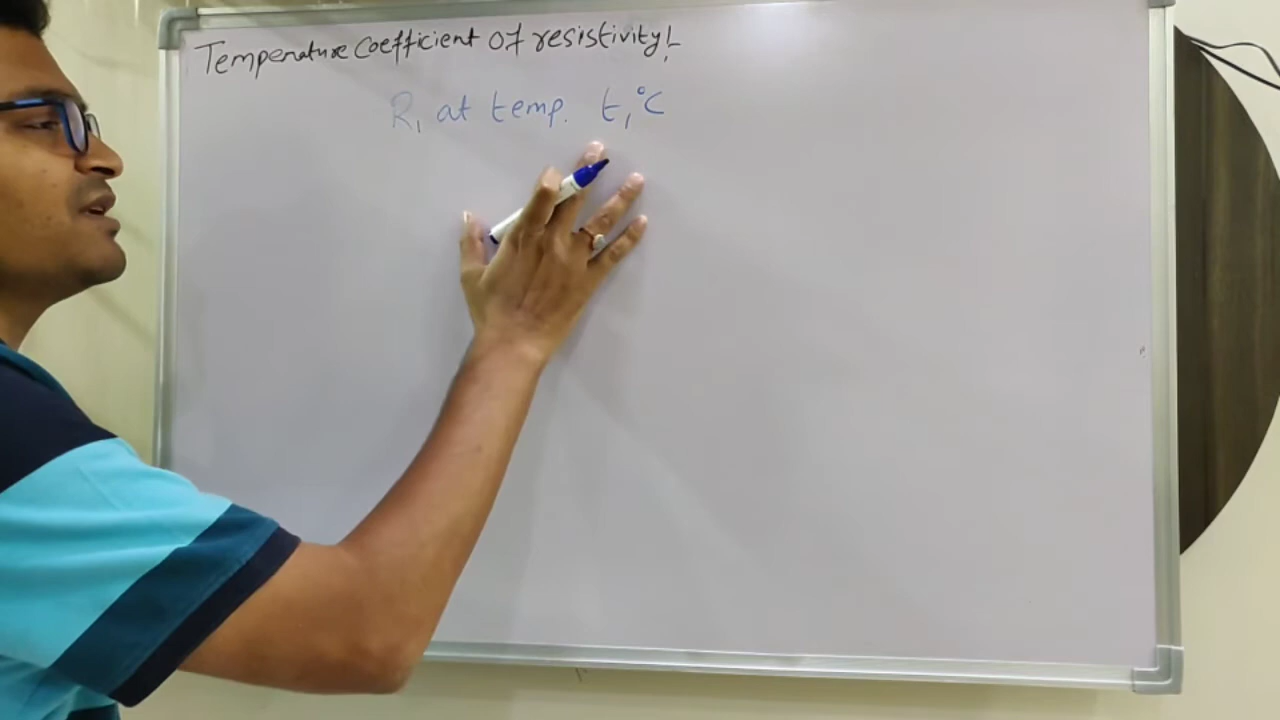 Temperature Coefficient of resistivity!-
R₁ at temp. t₁°C